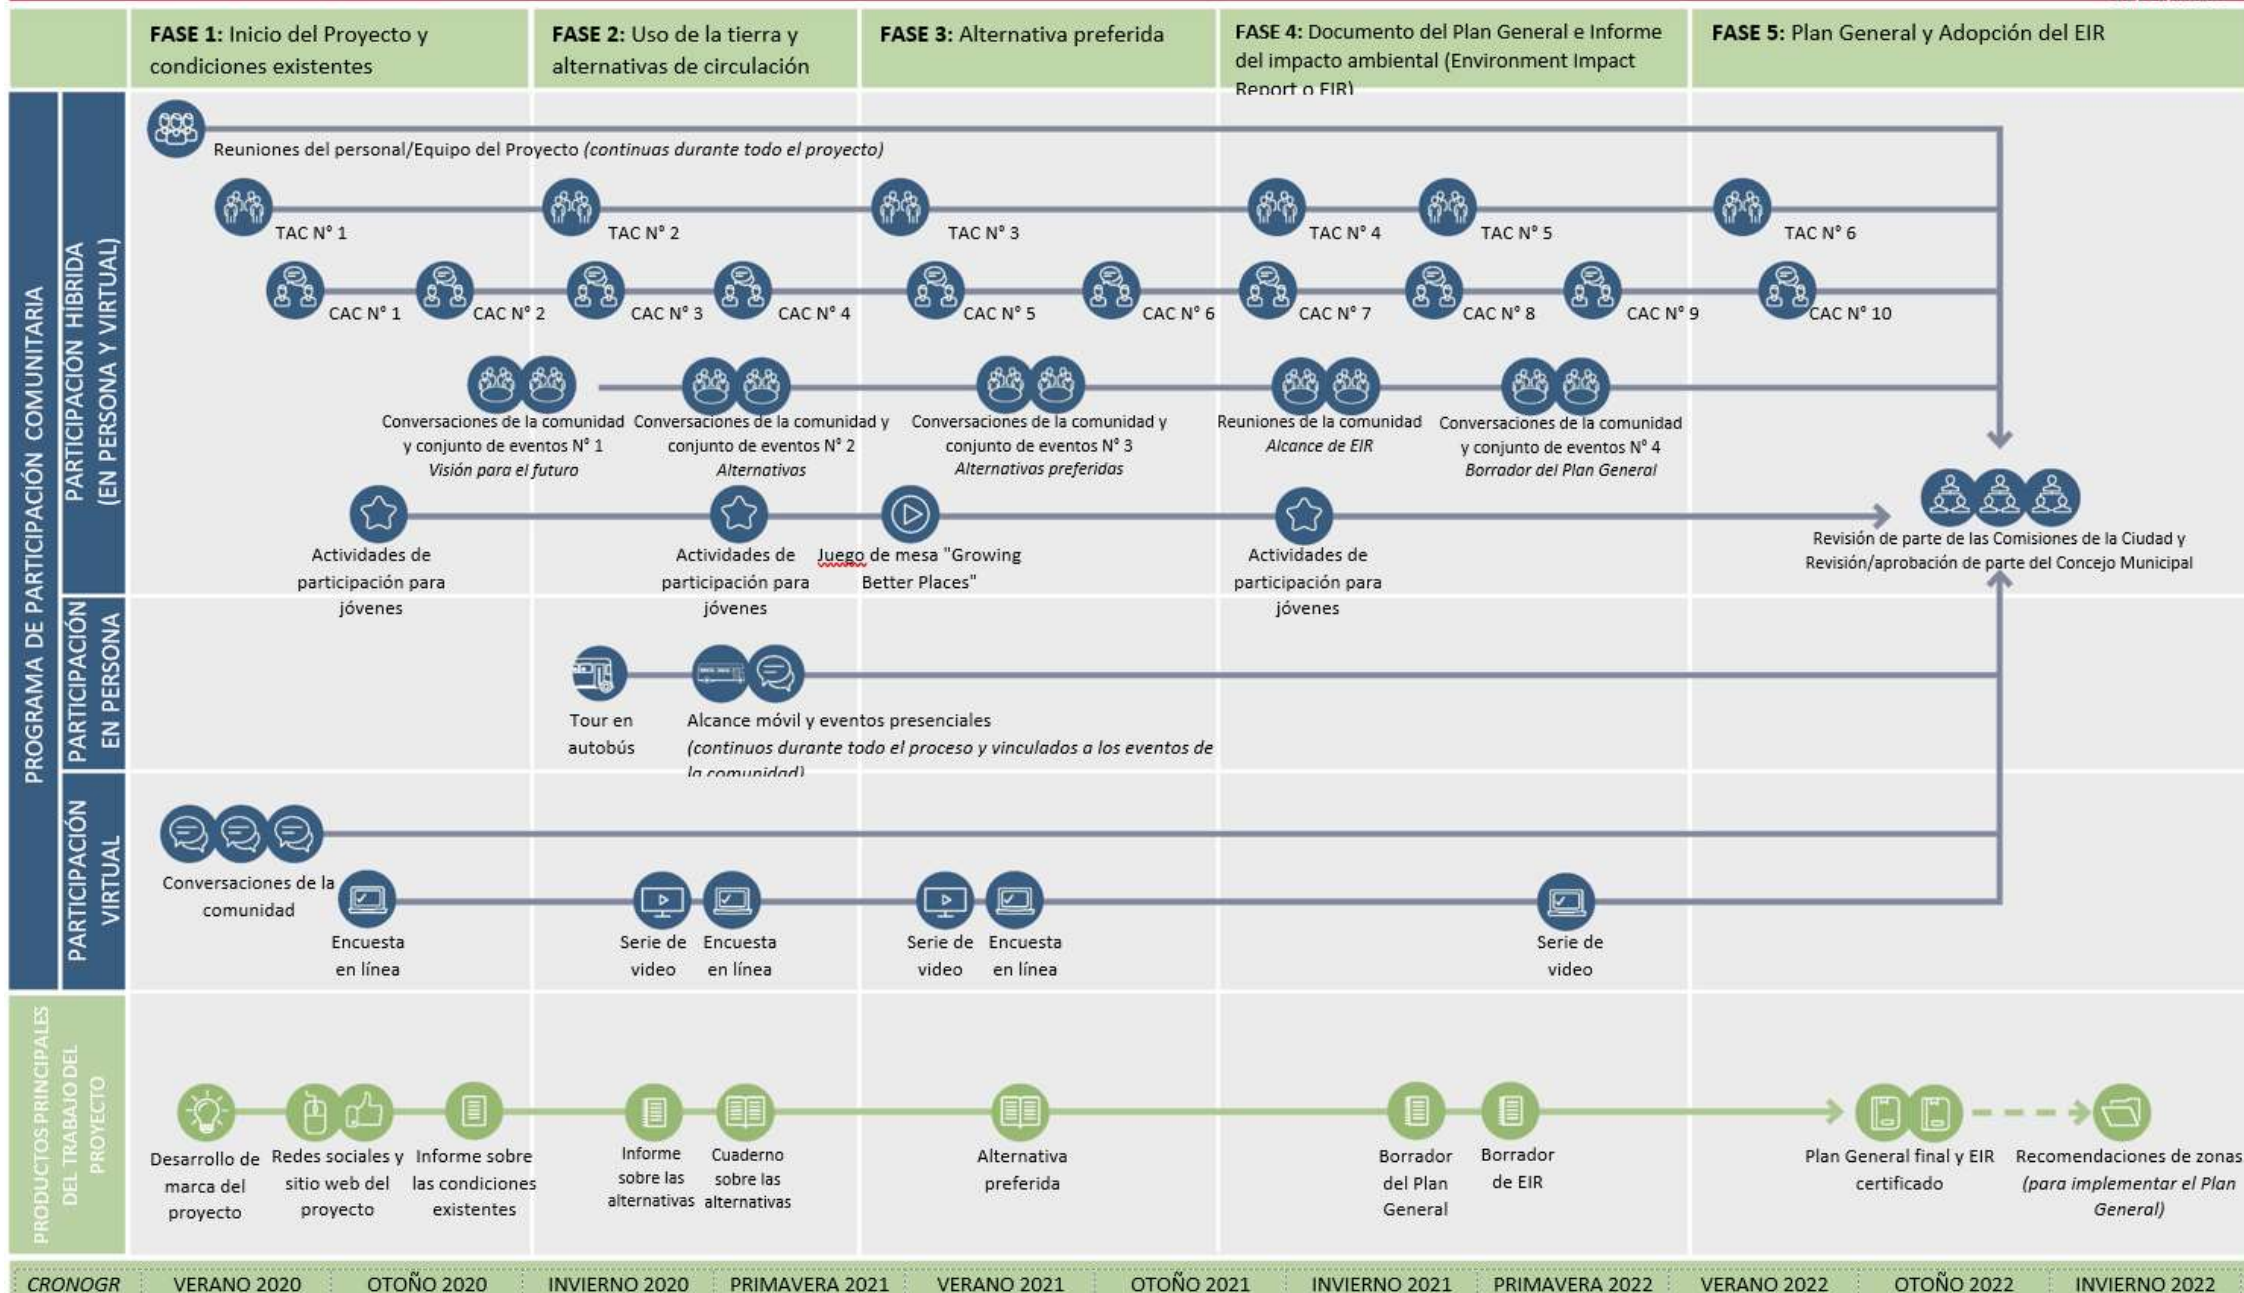 FASE 1: Inicio del Proyecto y
condiciones existentes
FASE 2: Uso de la tierra y
alternativas de circulación
FASE 3: Alternativa preferida
FASE 4: Documento del Plan General e Informe
del impacto ambiental (Environment Impact
Report o EIR)
FASE 5: Plan General y Adopción del EIR
PROGRAMA DE PARTICIPACIÓN COMUNITARIA
PARTICIPACIÓN HÍBRIDA
(EN PERSONA Y VIRTUAL)
Reuniones del personal/Equipo del Proyecto (continuas durante todo el proyecto)
TAC N° 1
TAC N° 2
TAC N° 3
TAC N° 4
TAC N° 5
TAC N° 6
CAC N° 1
CAC N° 2
CAC N° 3
CAC N° 4
CAC N° 5
CAC N° 6
CAC N° 7
CAC N° 8
CAC N° 9
CAC N° 10
Conversaciones de la comunidad
y conjunto de eventos N° 1
Visión para el futuro
Conversaciones de la comunidad y
conjunto de eventos N° 2
Alternativas
Conversaciones de la comunidad y
conjunto de eventos N° 3
Alternativas preferidas
Reuniones de la comunidad
Alcance de EIR
Conversaciones de la comunidad
y conjunto de eventos N° 4
Borrador del Plan General
Actividades de
participación para
jóvenes
Actividades de
participación para
jóvenes
Juego de mesa "Growing
Better Places"
Actividades de
participación para
jóvenes
Revisión de parte de las Comisiones de la Ciudad y
Revisión/aprobación de parte del Concejo Municipal
PARTICIPACIÓN
EN PERSONA
Tour en
autobús
Alcance móvil y eventos presenciales
(continuos durante todo el proceso y vinculados a los eventos de
la comunidad)
PARTICIPACIÓN
VIRTUAL
Conversaciones de la
comunidad
Encuesta
en línea
Serie de
video
Encuesta
en línea
Serie de
video
Encuesta
en línea
Serie de
video
PRODUCTOS PRINCIPALES
DEL TRABAJO DEL
PROYECTO
Desarrollo de
marca del
proyecto
Redes sociales y
sitio web del
proyecto
Informe sobre
las condiciones
existentes
Informe
sobre las
alternativas
Cuaderno
sobre las
alternativas
Alternativa
preferida
Borrador
del Plan
General
Borrador
de EIR
Plan General final y EIR
certificado
Recomendaciones de zonas
(para implementar el Plan
General)
CRONOGR
VERANO 2020
OTOÑO 2020
INVIERNO 2020
PRIMAVERA 2021
VERANO 2021
OTOÑO 2021
INVIERNO 2021
PRIMAVERA 2022
VERANO 2022
OTOÑO 2022
INVIERNO 2022